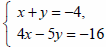 x + y = −4,
4x − 5y = −16